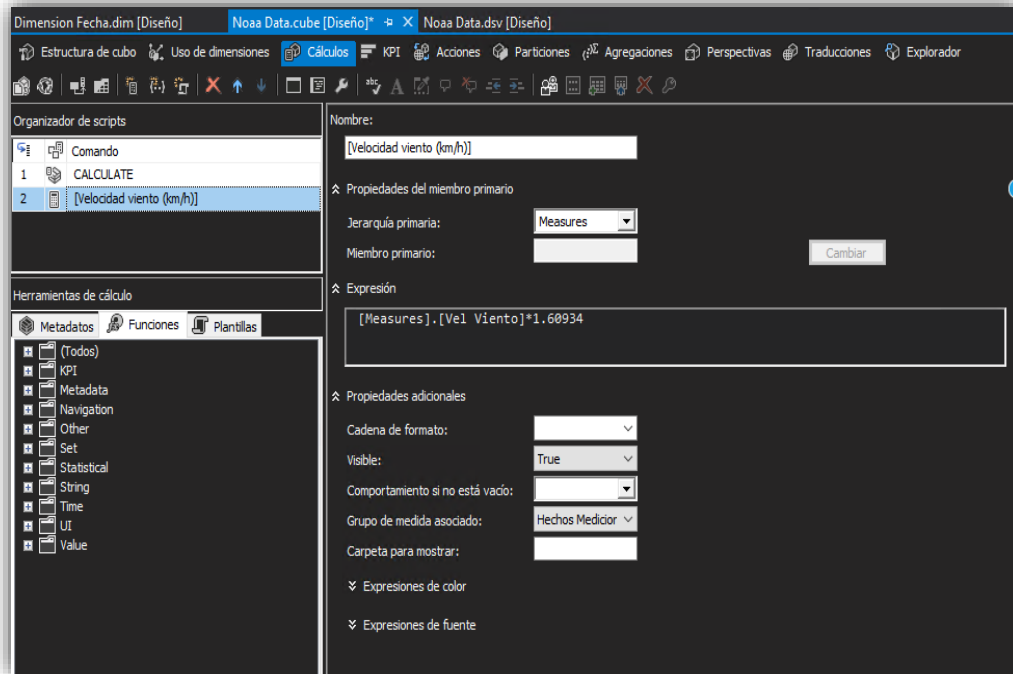 Dimension Fecha.dim [Diseño] Noaa Data.cube [Diseño]* Noaa Data.dsv [Diseño]
Estructura de cubo Uso de dimensiones Cálculos KPI Acciones Particiones Agregaciones Perspectivas Traducciones Explorador
Organizador de scripts
Comando
1 CALCULATE
2 [Velocidad viento (km/h)]
Herramientas de cálculo
Metadatos Funciones Plantillas
(Todos)
KPI
Metadata
Navigation
Other
Set
Statistical
String
Time
UI
Value
Nombre:
[Velocidad viento (km/h)]
Propiedades del miembro primario
Jerarquía primaria: Measures
Miembro primario: Cambiar
Expresión
[Measures].[Vel Viento]*1.60934
Propiedades adicionales
Cadena de formato:
Visible: True
Comportamiento si no está vacío:
Grupo de medida asociado: Hechos Medicior
Carpeta para mostrar:
Expresiones de color
Expresiones de fuente